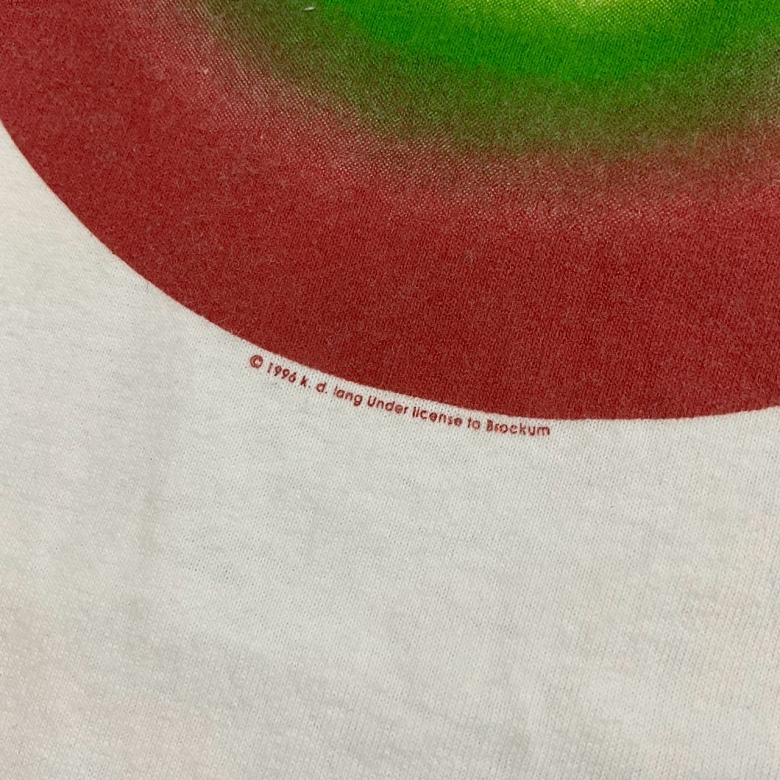 © 1996 k. d. lang Under license to Brockum